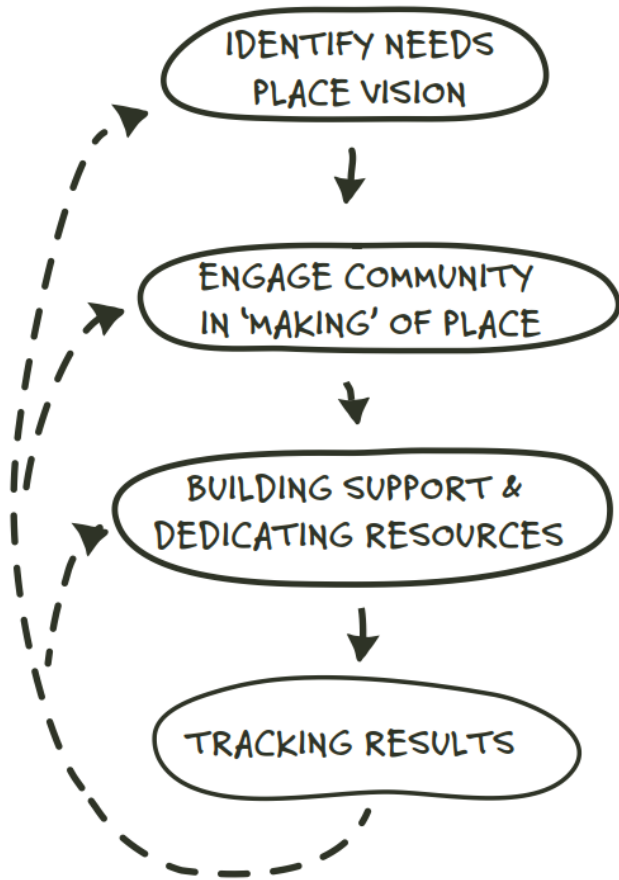 IDENTIFY NEEDS
PLACE VISION
ENGAGE COMMUNITY
IN 'MAKING' OF PLACE
BUILDING SUPPORT &
DEDICATING RESOURCES
TRACKING RESULTS